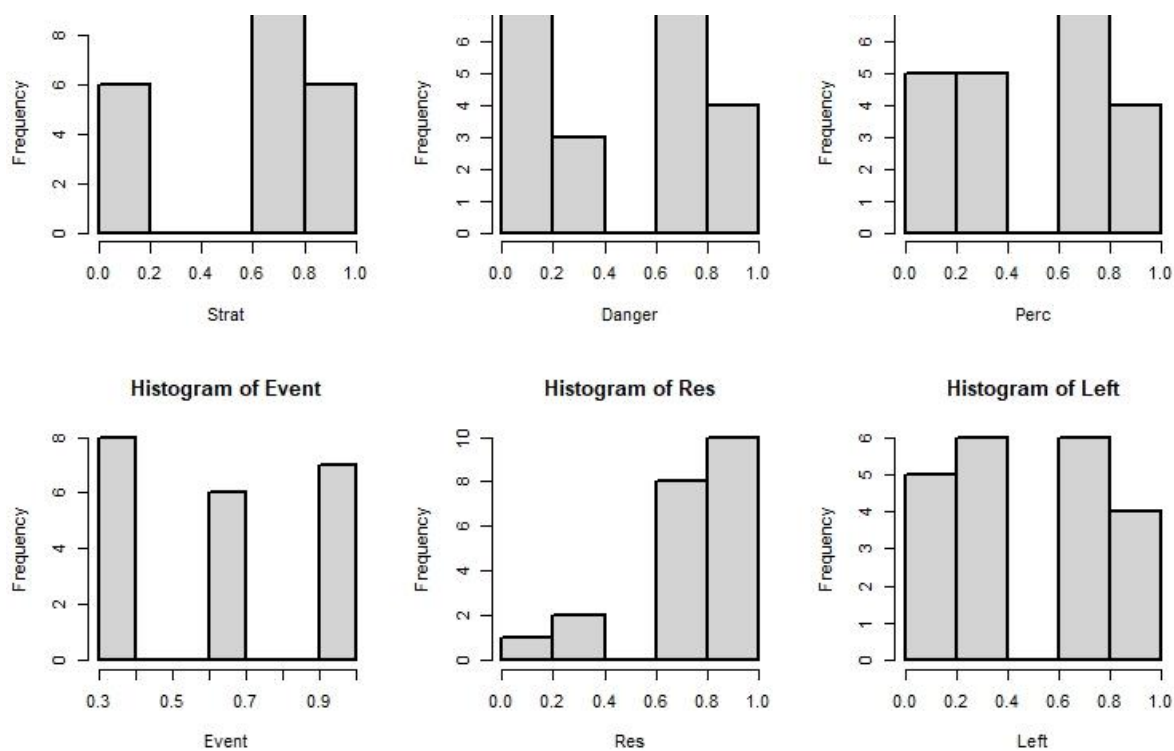 Frequency
0 2 4 6 8
0.0 0.2 0.4 0.6 0.8 1.0
Strat
Frequency
0 1 2 3 4 5 6
0.0 0.2 0.4 0.6 0.8 1.0
Danger
Frequency
0 1 2 3 4 5 6
0.0 0.2 0.4 0.6 0.8 1.0
Perc
Histogram of Event
Frequency
0 2 4 6 8
0.3 0.5 0.7 0.9
Event
Histogram of Res
Frequency
0 2 4 6 8 10
0.0 0.2 0.4 0.6 0.8 1.0
Res
Histogram of Left
Frequency
0 1 2 3 4 5 6
0.0 0.2 0.4 0.6 0.8 1.0
Left